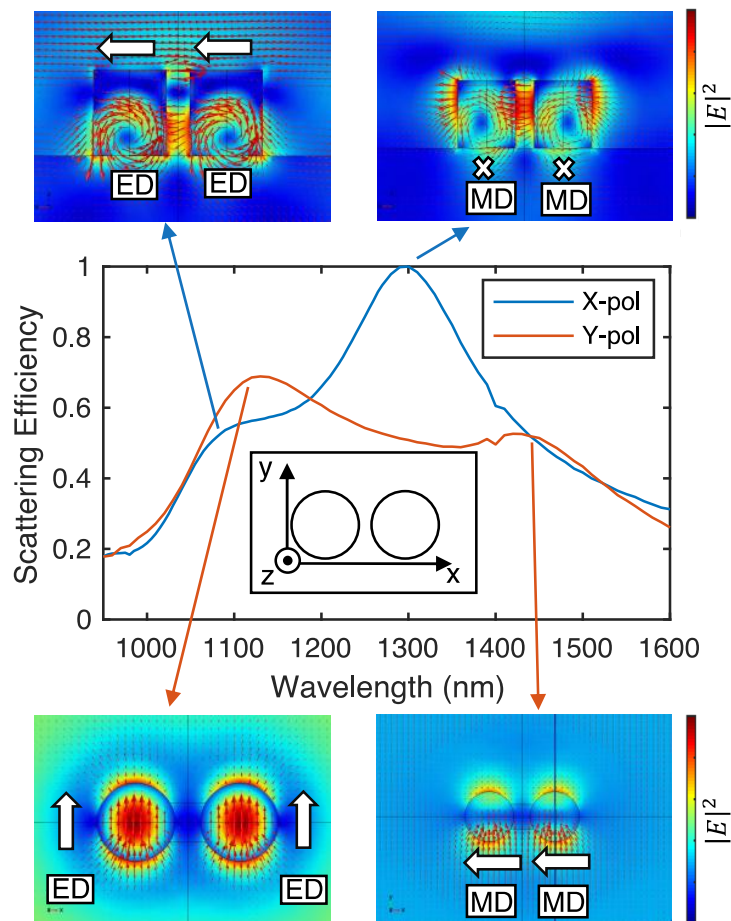 ED
ED
MD
MD
|E|²
Scattering Efficiency
1
0.8
0.6
0.4
0.2
0
X-pol
Y-pol
y
z
x
1000
1100
1200
1300
1400
1500
1600
Wavelength (nm)
ED
ED
MD
MD
|E|²